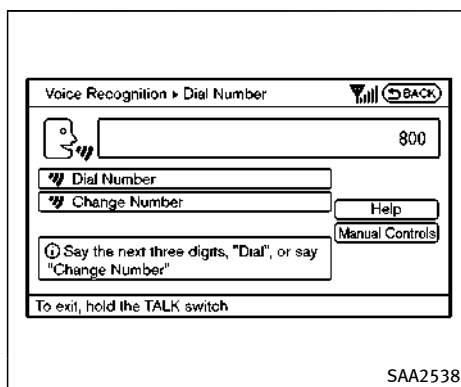 Voice Recognition ▸ Dial Number BACK
800
Dial Number
Change Number
Help
Manual Controls
Say the next three digits, "Dial", or say
"Change Number"
To exit, hold the TALK switch
SAA2538